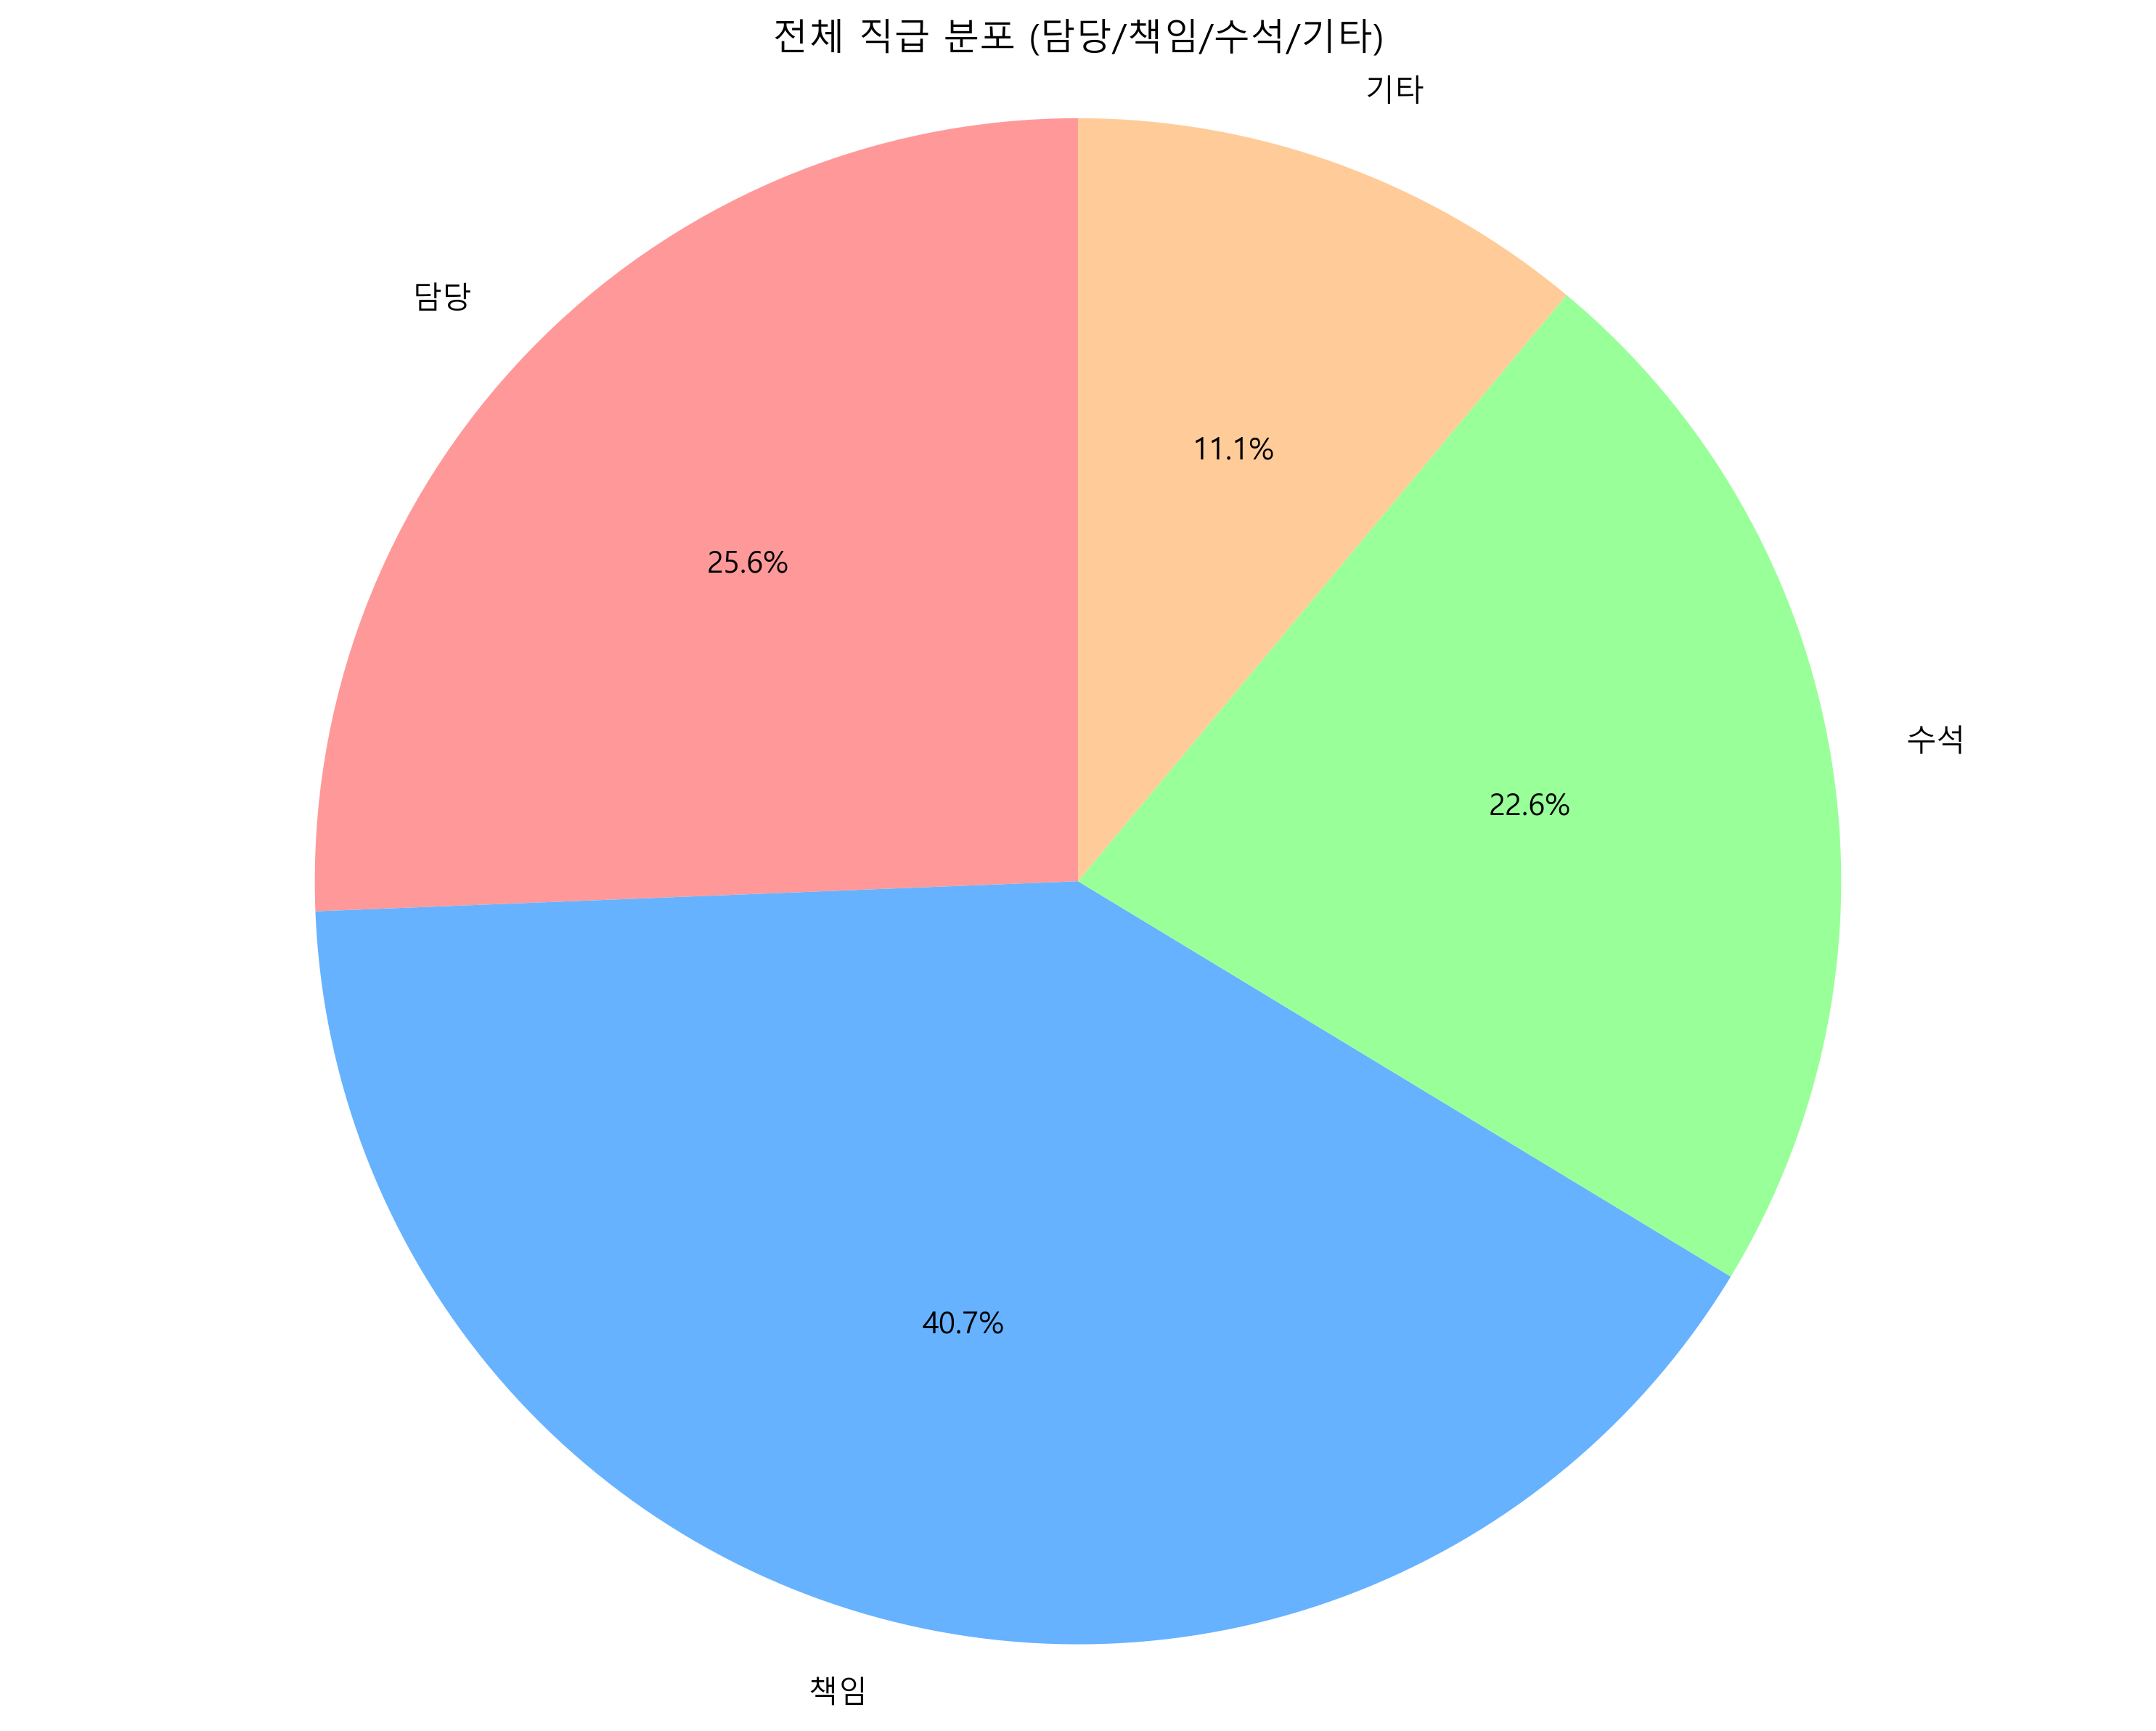 전체 직급 분포 (담당/책임/수석/기타)
기타
담당
11.1%
25.6%
수석
22.6%
40.7%
책임